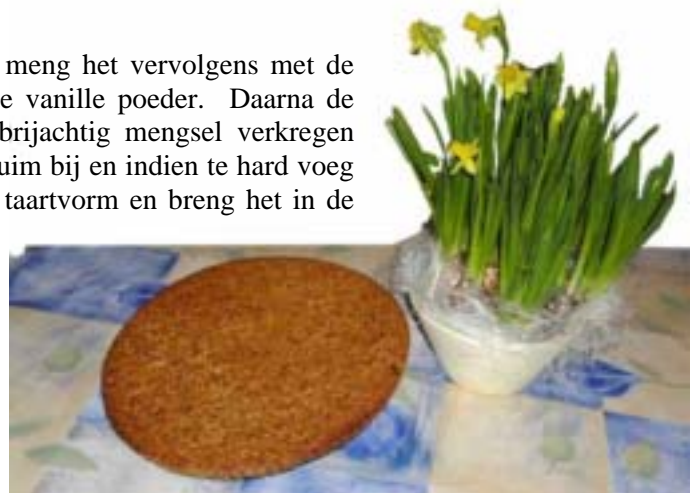 meng het vervolgens met de
e vanille poeder. Daarna de
brijachtig mengsel verkregen
uim bij en indien te hard voeg
taartvorm en breng het in de